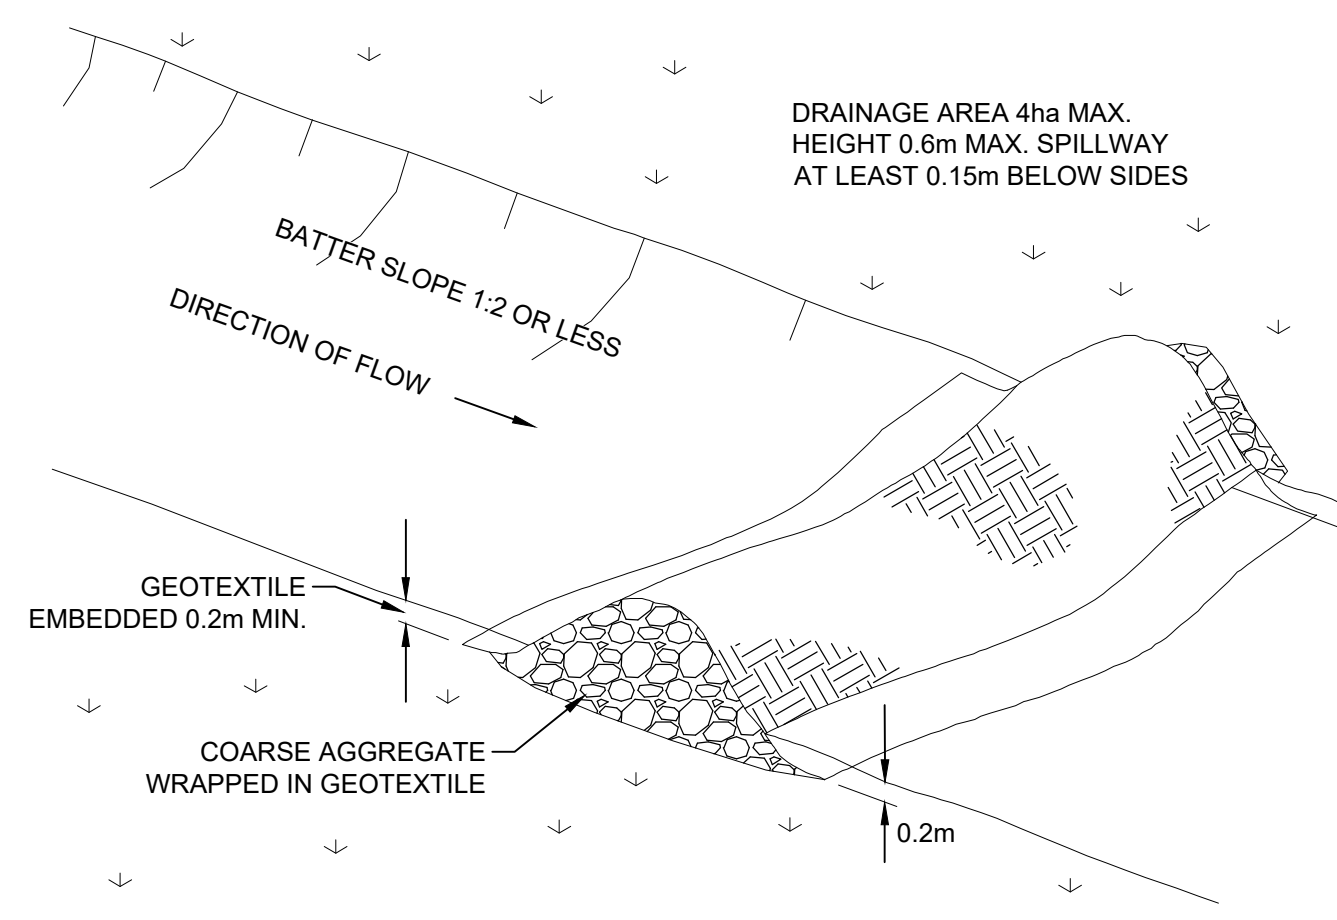 DRAINAGE AREA 4ha MAX.
HEIGHT 0.6m MAX. SPILLWAY
AT LEAST 0.15m BELOW SIDES
BATTER SLOPE 1:2 OR LESS
DIRECTION OF FLOW
GEOTEXTILE
EMBEDDED 0.2m MIN.
COARSE AGGREGATE
WRAPPED IN GEOTEXTILE
0.2m